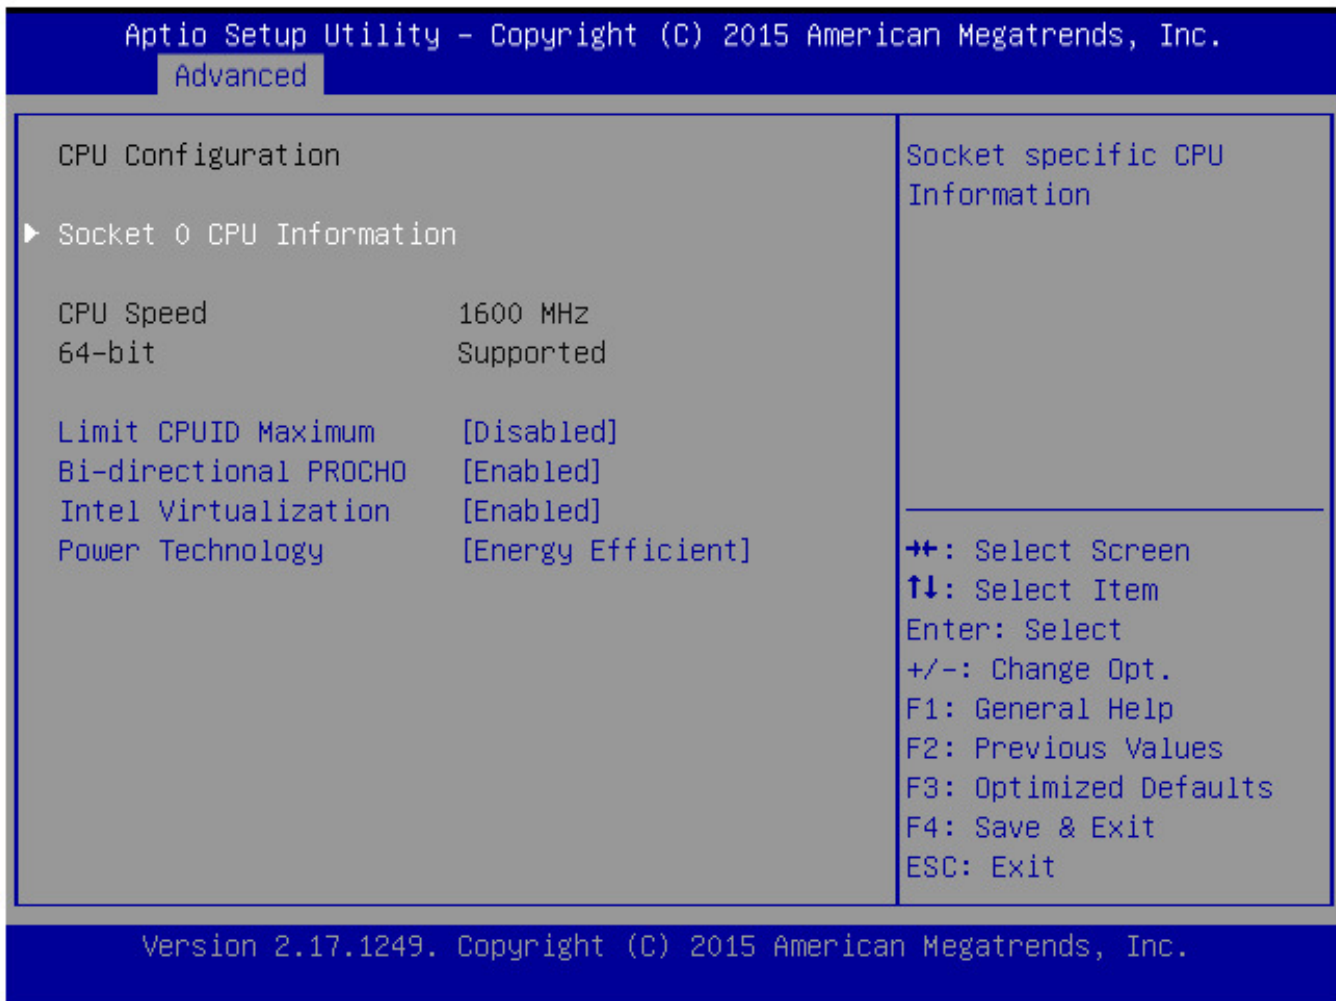 Aptio Setup Utility – Copyright (C) 2015 American Megatrends, Inc.
Advanced
CPU Configuration
Socket 0 CPU Information
CPU Speed 1600 MHz
64-bit Supported
Limit CPUID Maximum [Disabled]
Bi-directional PROCHO [Enabled]
Intel Virtualization [Enabled]
Power Technology [Energy Efficient]
Socket specific CPU
Information
→←: Select Screen
↑↓: Select Item
Enter: Select
+/-: Change Opt.
F1: General Help
F2: Previous Values
F3: Optimized Defaults
F4: Save & Exit
ESC: Exit
Version 2.17.1249. Copyright (C) 2015 American Megatrends, Inc.